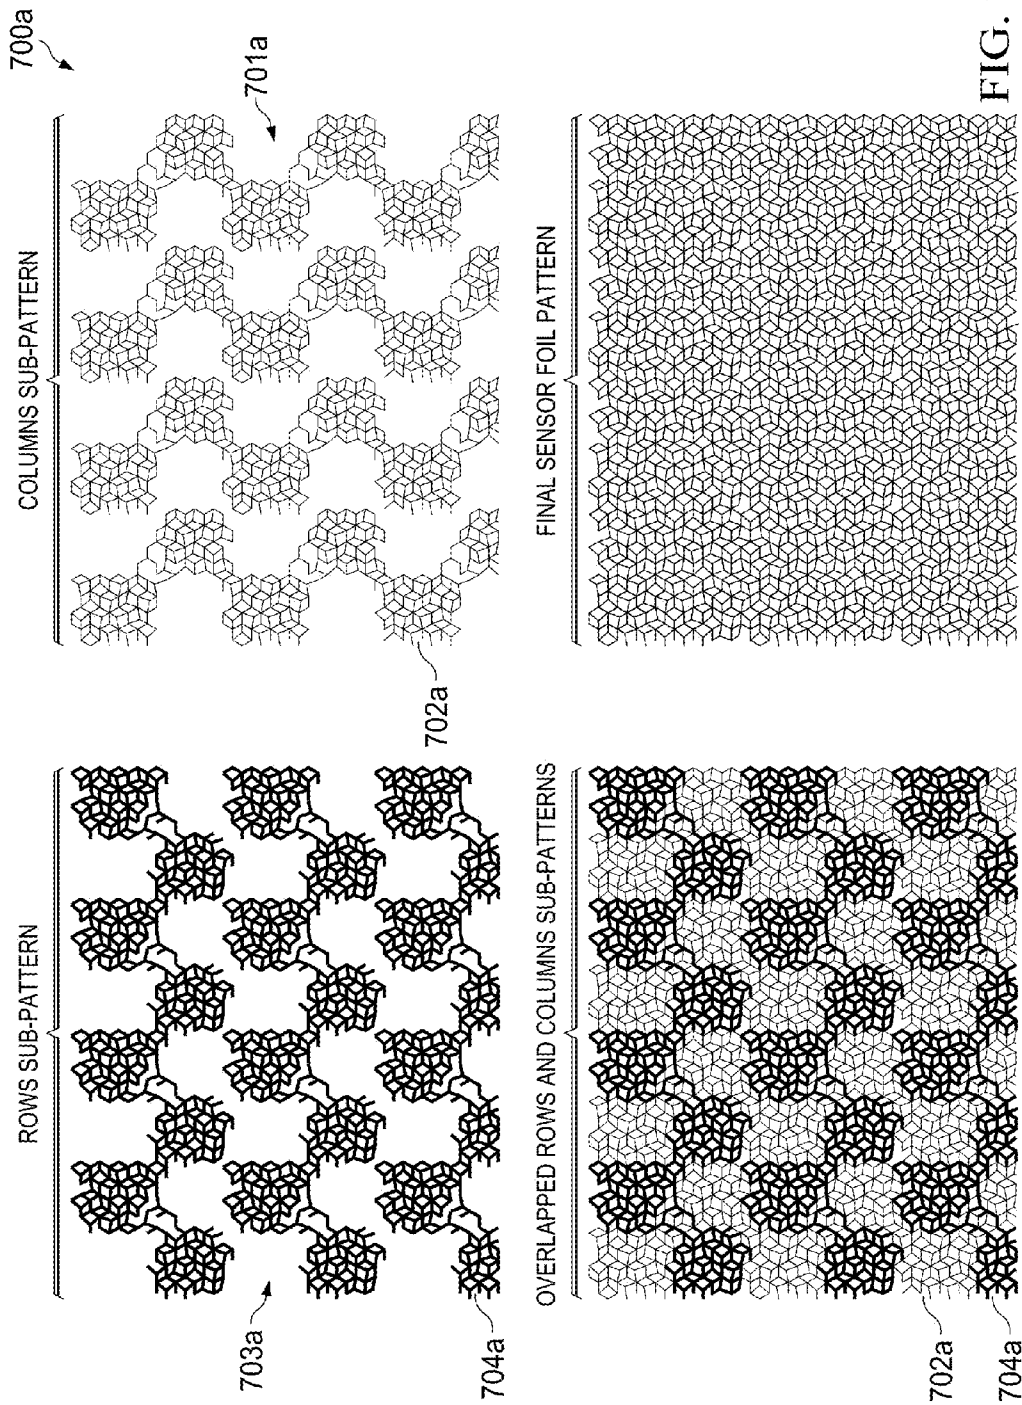 700a
ROWS SUB-PATTERN
COLUMNS SUB-PATTERN
701a
703a
704a
702a
OVERLAPPED ROWS AND COLUMNS SUB-PATTERNS
FINAL SENSOR FOIL PATTERN
702a
704a
FIG.